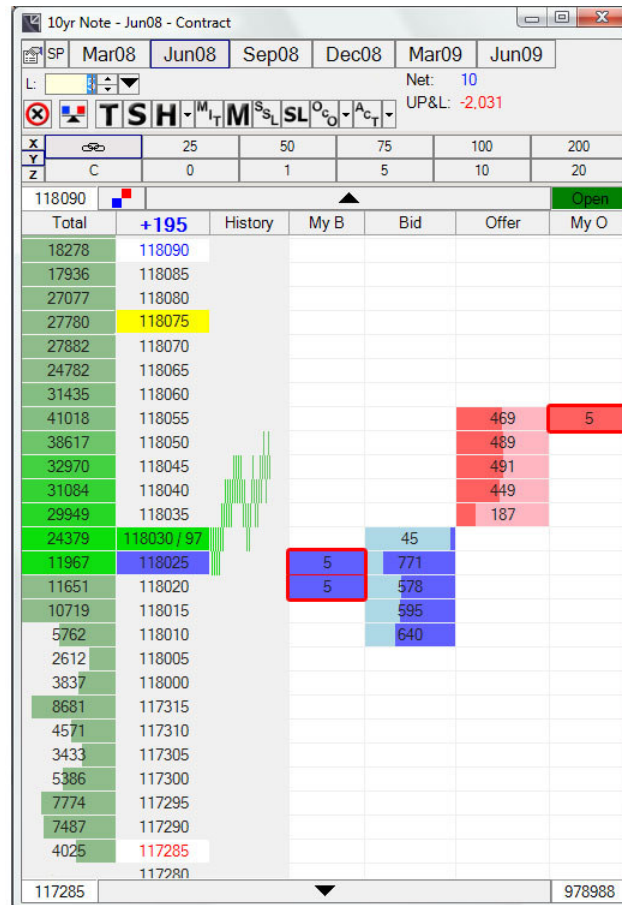 10yr Note - Jun08 - Contract
SP Mar08 Jun08 Sep08 Dec08 Mar09 Jun09
L: 5 Net: 10
T S H MIT M SSL SL OCO ACT UP&L: -2,031
X 25 50 75 100 200
Y
Z C 0 1 5 10 20
118090 Open
Total +195 History My B Bid Offer My O
18278 118090
17936 118085
27077 118080
27780 118075
27882 118070
24782 118065
31435 118060
41018 118055 469 5
38617 118050 489
32970 118045 491
31084 118040 449
29949 118035 187
24379 118030 / 97 45
11967 118025 5 771
11651 118020 5 578
10719 118015 595
5762 118010 640
2612 118005
3837 118000
8681 117315
4571 117310
3433 117305
5386 117300
7774 117295
7487 117290
4025 117285
117280
117285 978988